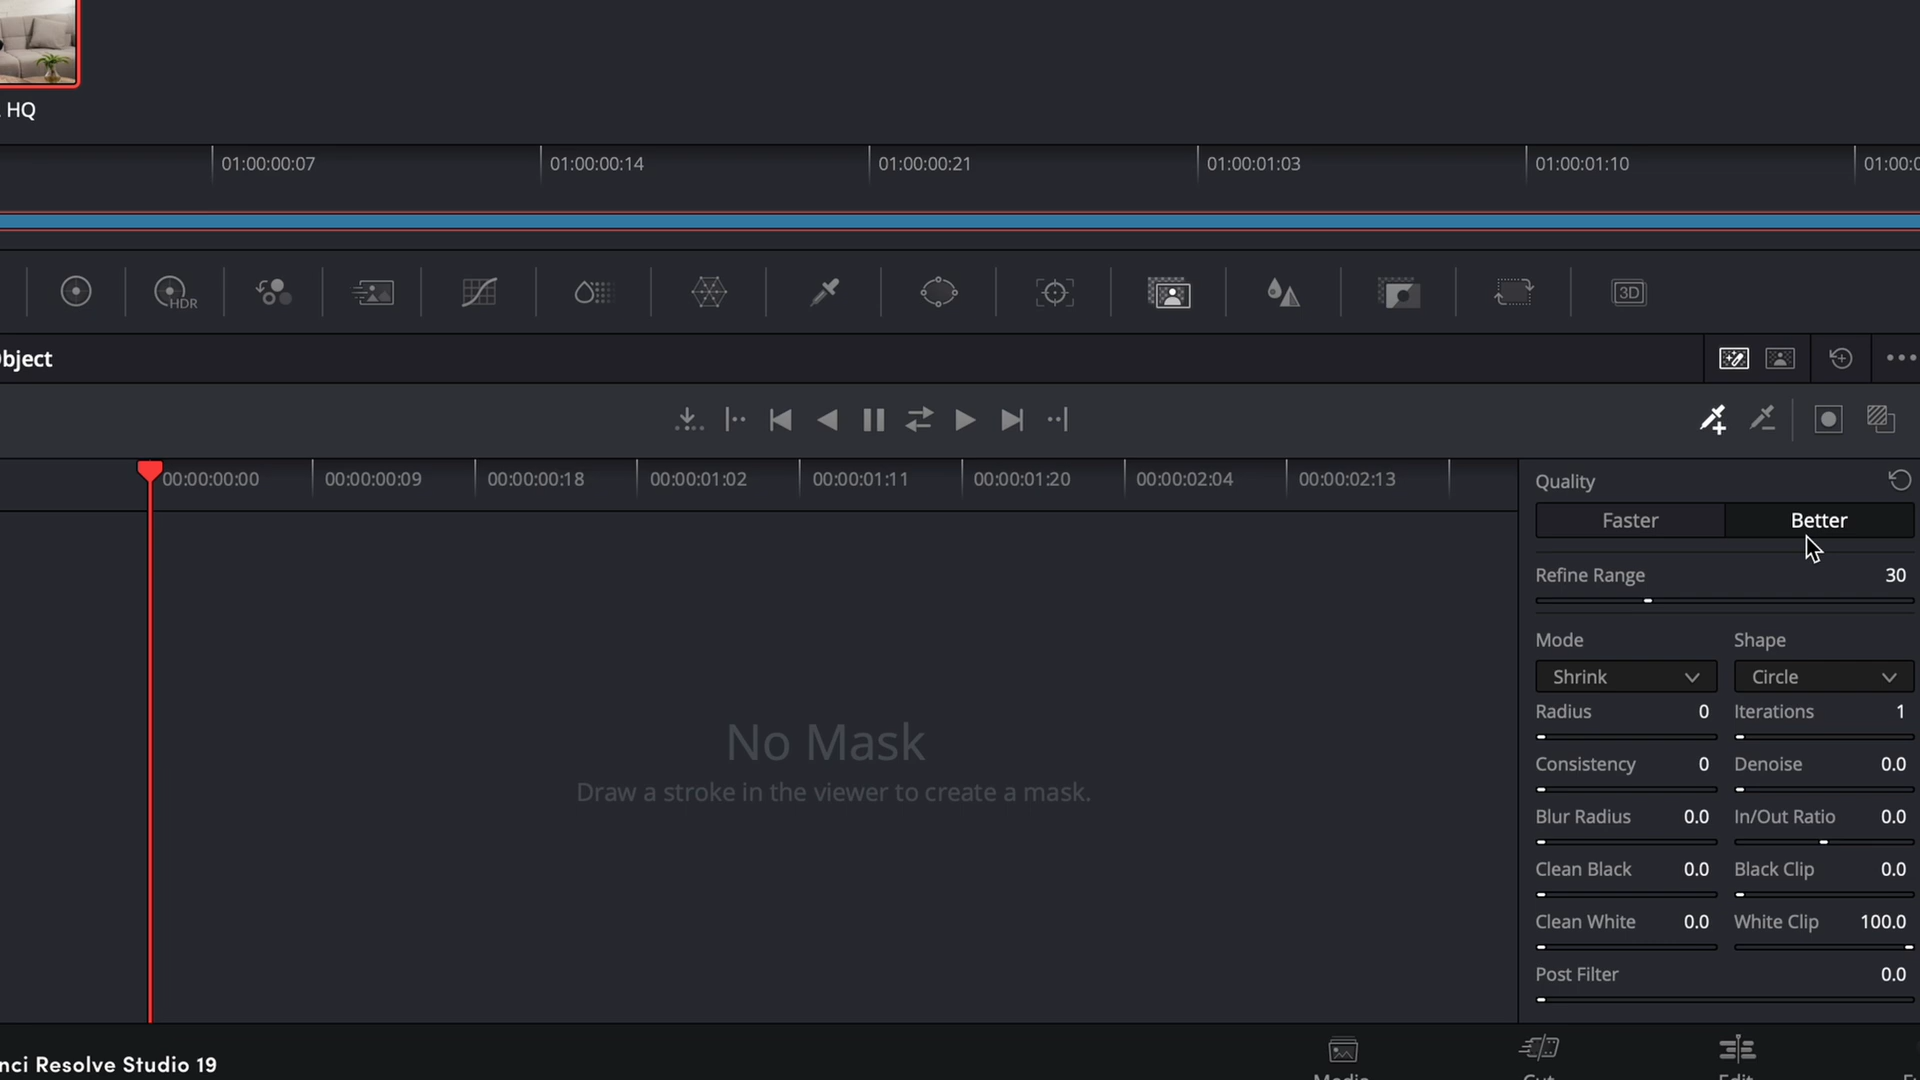 HQ
01:00:00:07 01:00:00:14 01:00:00:21 01:00:01:03 01:00:01:10 01:00:0
HDR 3D
bject
00:00:00:00 00:00:00:09 00:00:00:18 00:00:01:02 00:00:01:11 00:00:01:20 00:00:02:04 00:00:02:13
Quality
Faster Better
Refine Range 30
Mode Shape
Shrink Circle
Radius 0 Iterations 1
Consistency 0 Denoise 0.0
Blur Radius 0.0 In/Out Ratio 0.0
Clean Black 0.0 Black Clip 0.0
Clean White 0.0 White Clip 100.0
Post Filter 0.0
No Mask
Draw a stroke in the viewer to create a mask.
nci Resolve Studio 19
Media Cut Edit